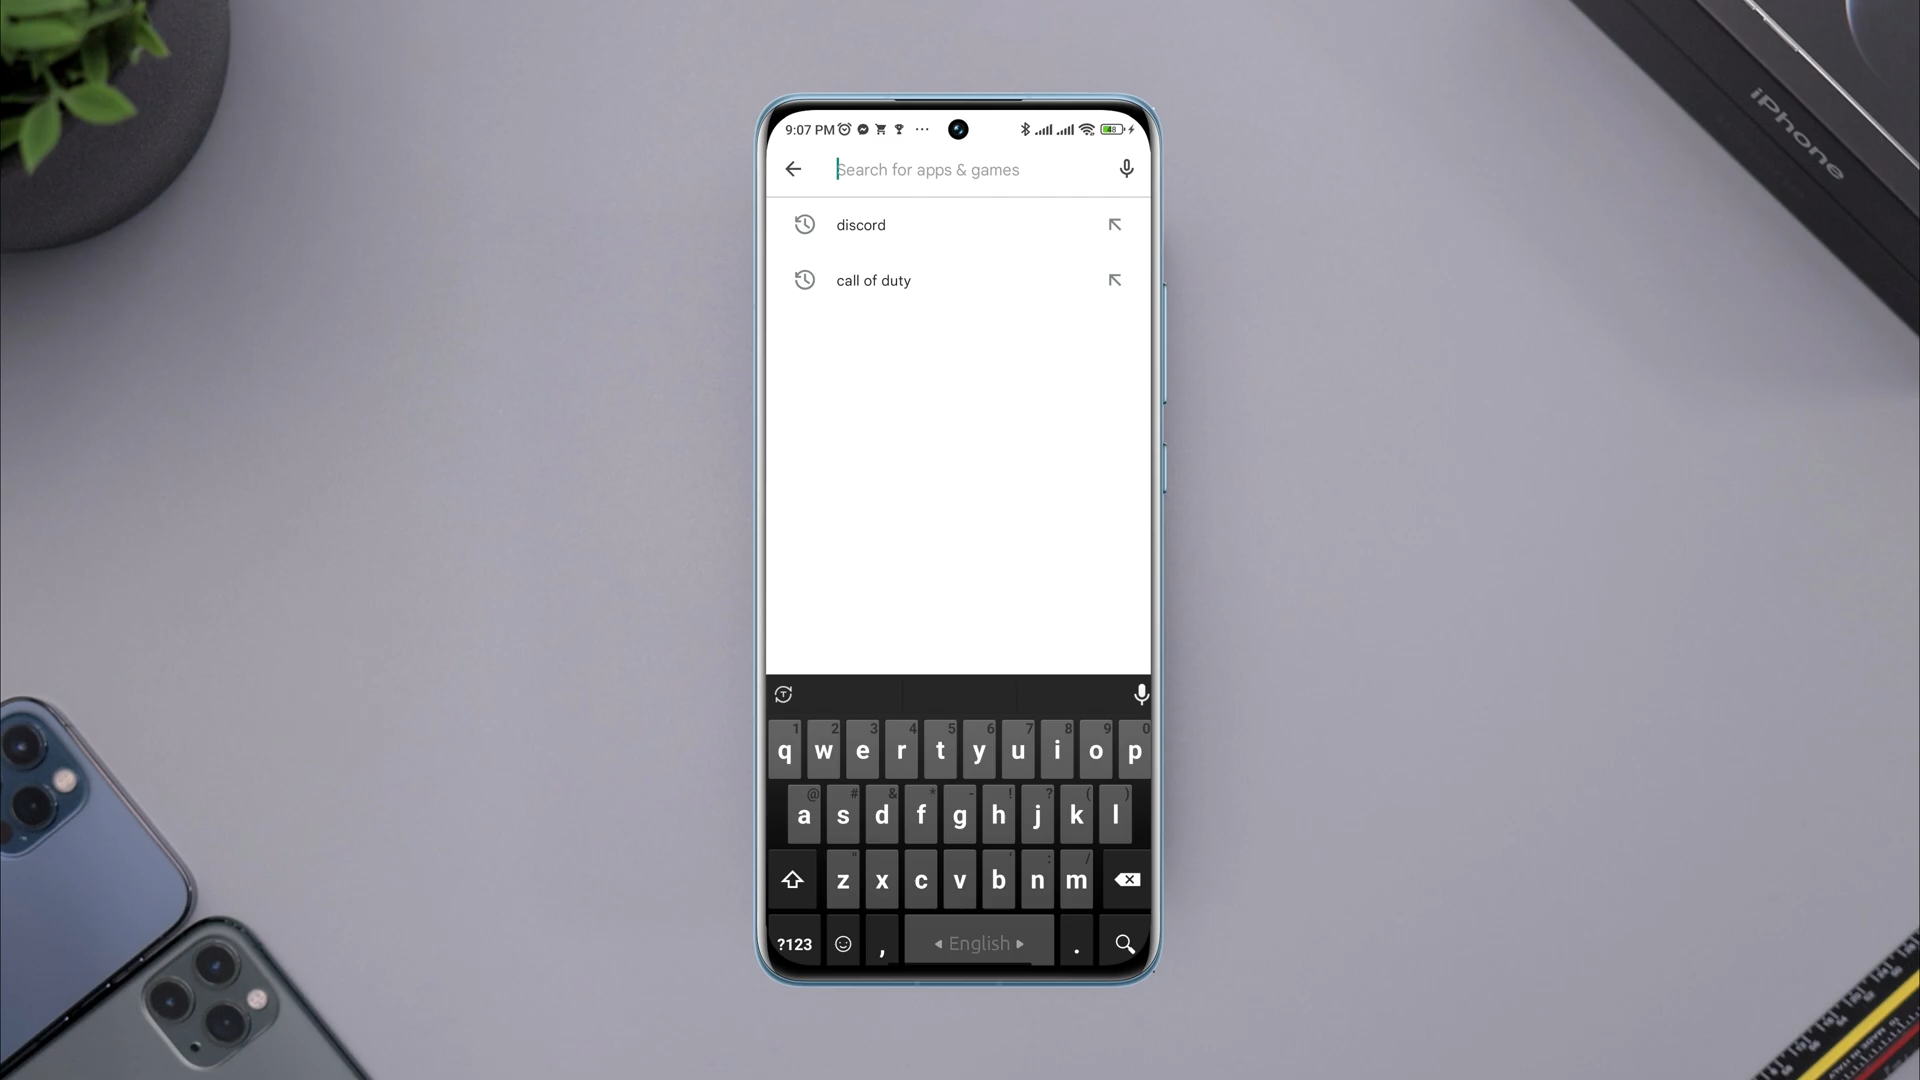 iPhone
9:07 PM
48
Search for apps & games
discord
call of duty
1 2 3 4 5 6 7 8 9 0
q w e r t y u i o p
@ # & * - ! ? ( )
a s d f g h j k l
" ' : /
z x c v b n m
?123 , English .